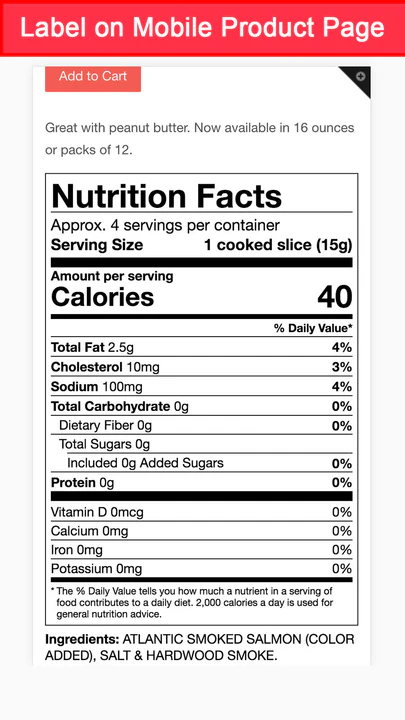 Label on Mobile Product Page
Add to Cart
Great with peanut butter. Now available in 16 ounces
or packs of 12.
Nutrition Facts
Approx. 4 servings per container
Serving Size 1 cooked slice (15g)
Amount per serving
Calories 40
% Daily Value*
Total Fat 2.5g 4%
Cholesterol 10mg 3%
Sodium 100mg 4%
Total Carbohydrate 0g 0%
Dietary Fiber 0g 0%
Total Sugars 0g
Included 0g Added Sugars 0%
Protein 0g 0%
Vitamin D 0mcg 0%
Calcium 0mg 0%
Iron 0mg 0%
Potassium 0mg 0%
* The % Daily Value tells you how much a nutrient in a serving of
food contributes to a daily diet. 2,000 calories a day is used for
general nutrition advice.
Ingredients: ATLANTIC SMOKED SALMON (COLOR
ADDED), SALT & HARDWOOD SMOKE.